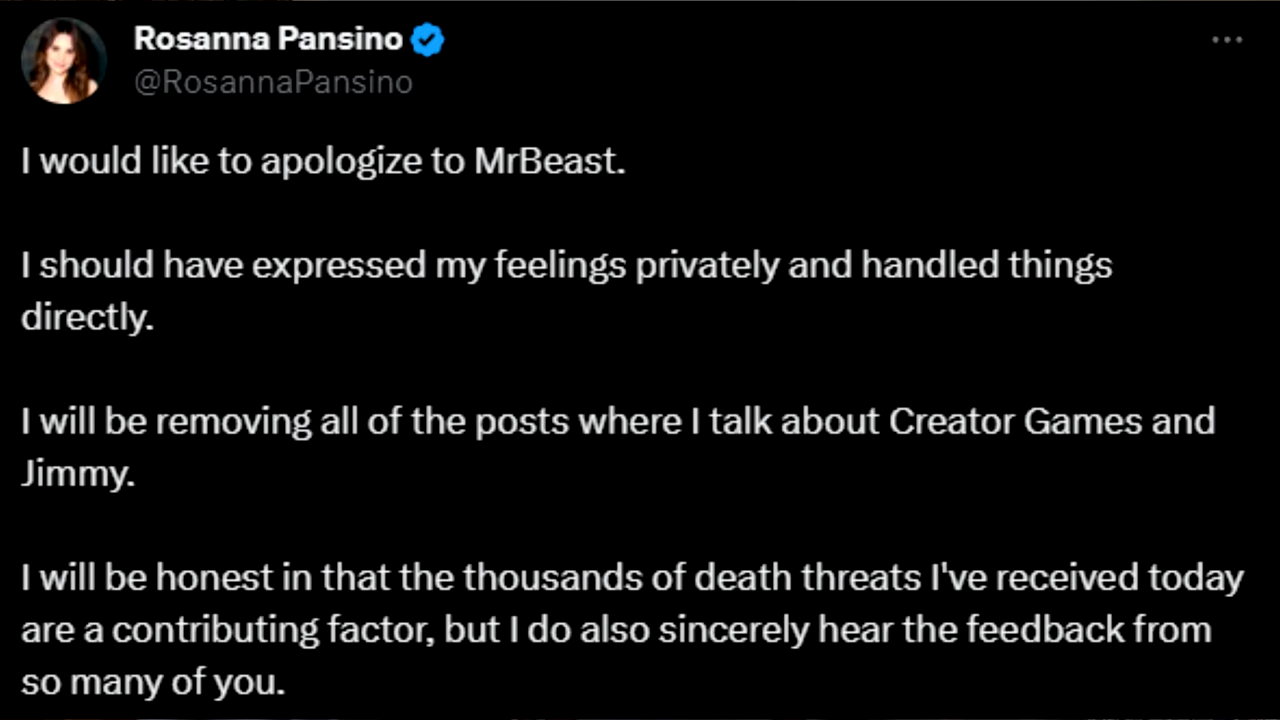 Rosanna Pansino
@RosannaPansino
I would like to apologize to MrBeast.
I should have expressed my feelings privately and handled things
directly.
I will be removing all of the posts where I talk about Creator Games and
Jimmy.
I will be honest in that the thousands of death threats I've received today
are a contributing factor, but I do also sincerely hear the feedback from
so many of you.